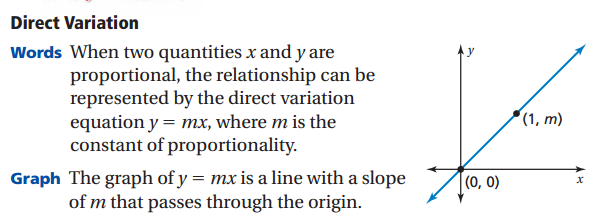 Direct Variation
Words When two quantities x and y are
proportional, the relationship can be
represented by the direct variation
equation y = mx, where m is the
constant of proportionality.
Graph The graph of y = mx is a line with a slope
of m that passes through the origin.
y
(1, m)
(0, 0)
x